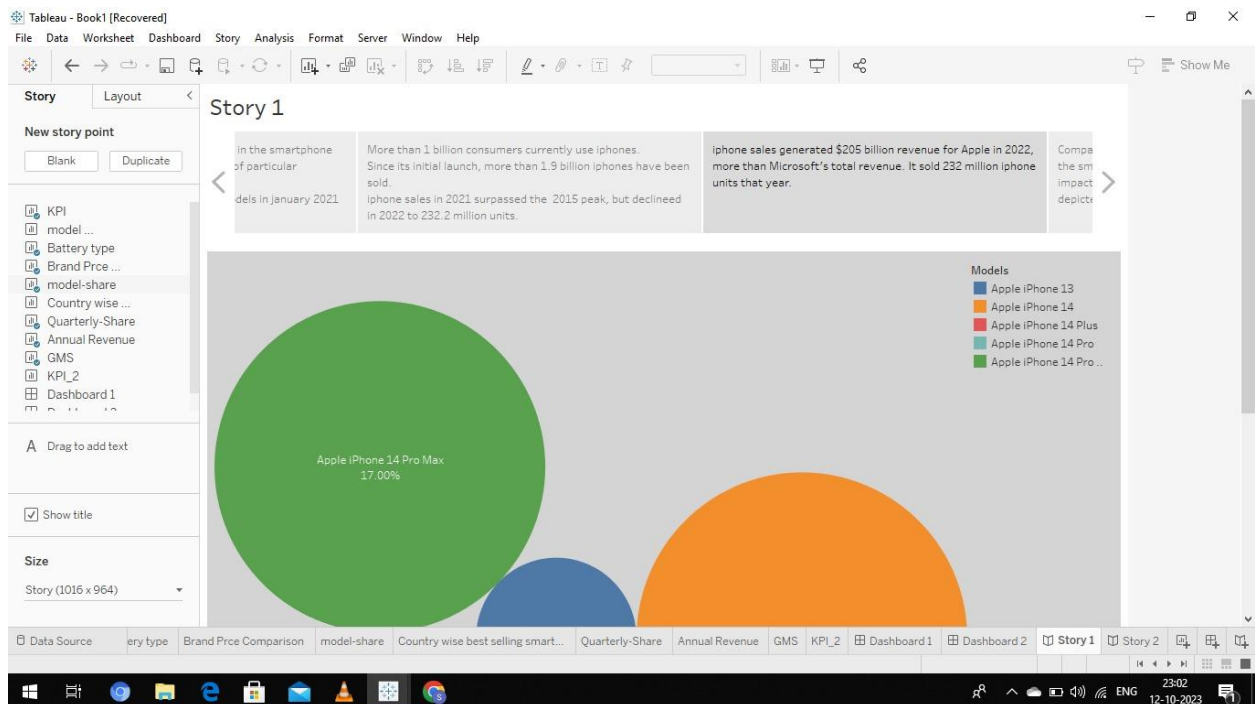 Tableau - Book1 [Recovered]
File Data Worksheet Dashboard Story Analysis Format Server Window Help
Show Me
Story Layout
New story point
Blank Duplicate
KPI
model ...
Battery type
Brand Prce ...
model-share
Country wise ...
Quarterly-Share
Annual Revenue
GMS
KPI_2
Dashboard 1
Drag to add text
Show title
Size
Story (1016 x 964)
Story 1
in the smartphone
of particular
dels in january 2021
More than 1 billion consumers currently use iphones.
Since its initial launch, more than 1.9 billion iphones have been
sold.
iphone sales in 2021 surpassed the 2015 peak, but declineed
in 2022 to 232.2 million units.
iphone sales generated $205 billion revenue for Apple in 2022,
more than Microsoft's total revenue. It sold 232 million iphone
units that year.
Compa
the sm
impact
depicte
Models
Apple iPhone 13
Apple iPhone 14
Apple iPhone 14 Plus
Apple iPhone 14 Pro
Apple iPhone 14 Pro ..
Apple iPhone 14 Pro Max
17.00%
Data Source ery type Brand Prce Comparison model-share Country wise best selling smart... Quarterly-Share Annual Revenue GMS KPI_2 Dashboard 1 Dashboard 2 Story 1 Story 2
ENG
23:02
12-10-2023